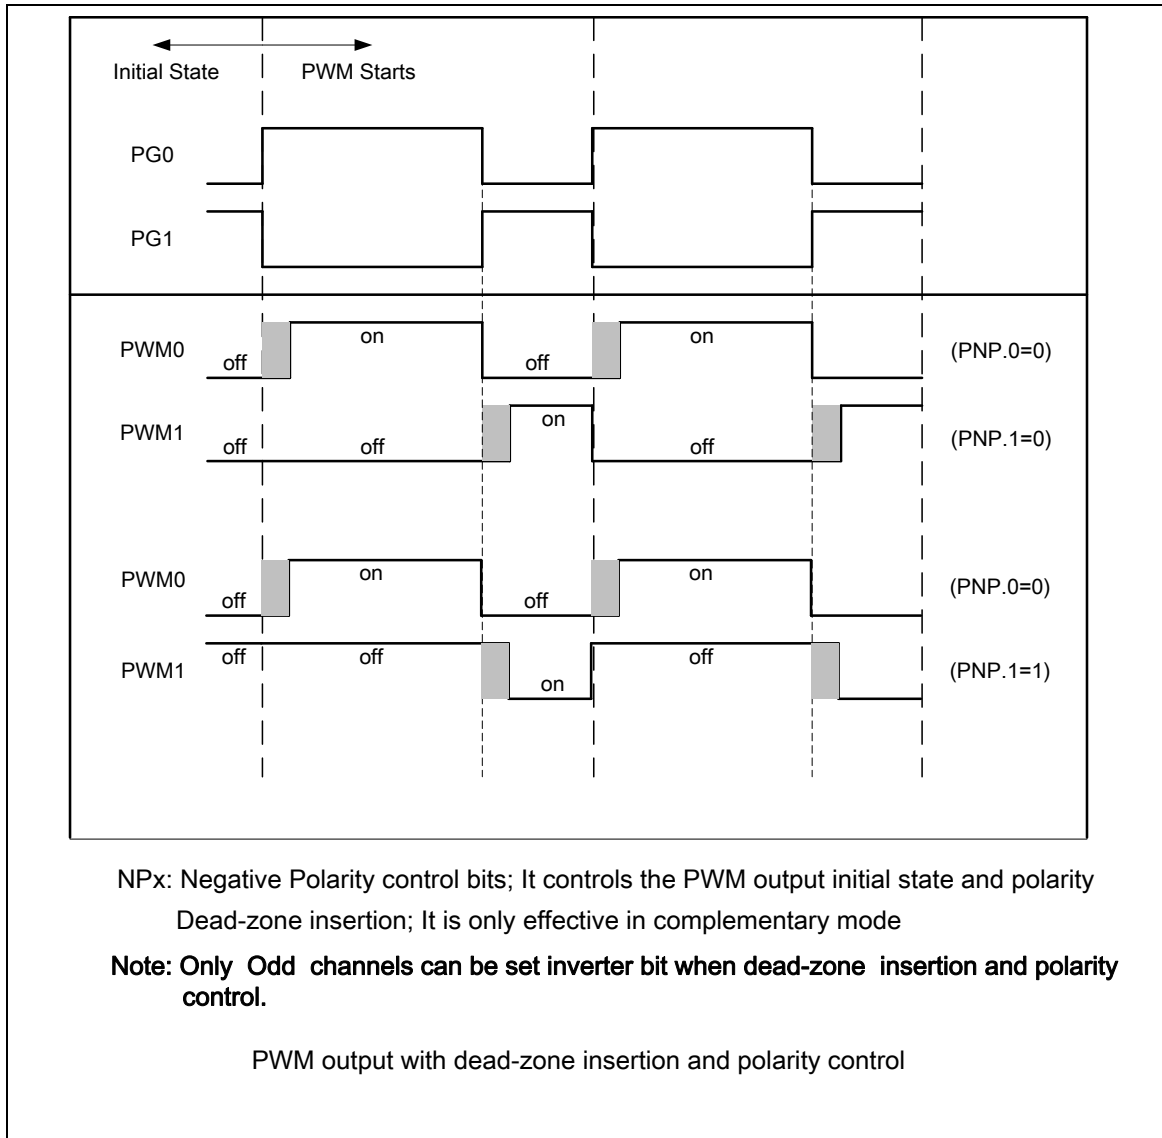 Initial State PWM Starts
PG0
PG1
PWM0 off on off on (PNP.0=0)
PWM1 off off on off (PNP.1=0)
PWM0 off on off on (PNP.0=0)
PWM1 off off on off (PNP.1=1)
NPx: Negative Polarity control bits; It controls the PWM output initial state and polarity
Dead-zone insertion; It is only effective in complementary mode
Note: Only Odd channels can be set inverter bit when dead-zone insertion and polarity
control.
PWM output with dead-zone insertion and polarity control